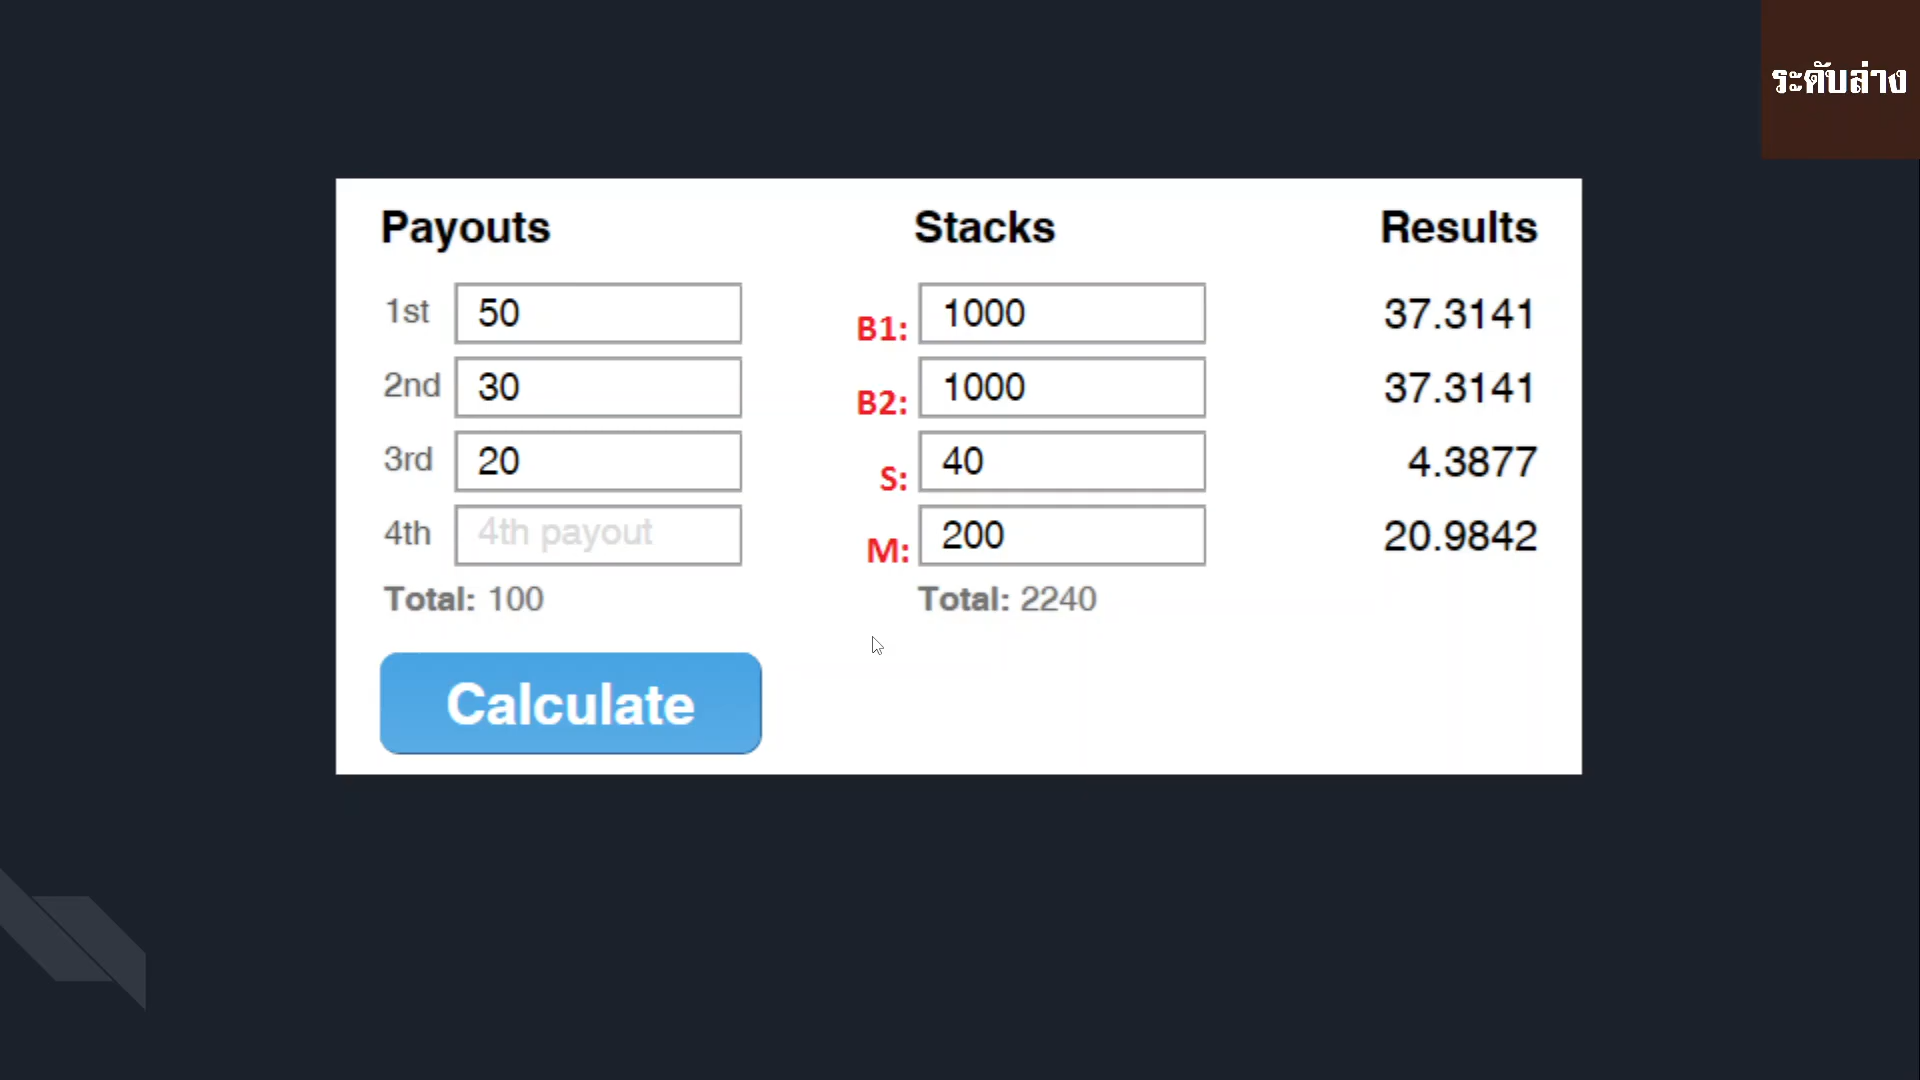 ระดับล่าง
Payouts Stacks Results
1st 50 B1: 1000 37.3141
2nd 30 B2: 1000 37.3141
3rd 20 S: 40 4.3877
4th 4th payout M: 200 20.9842
Total: 100 Total: 2240
Calculate